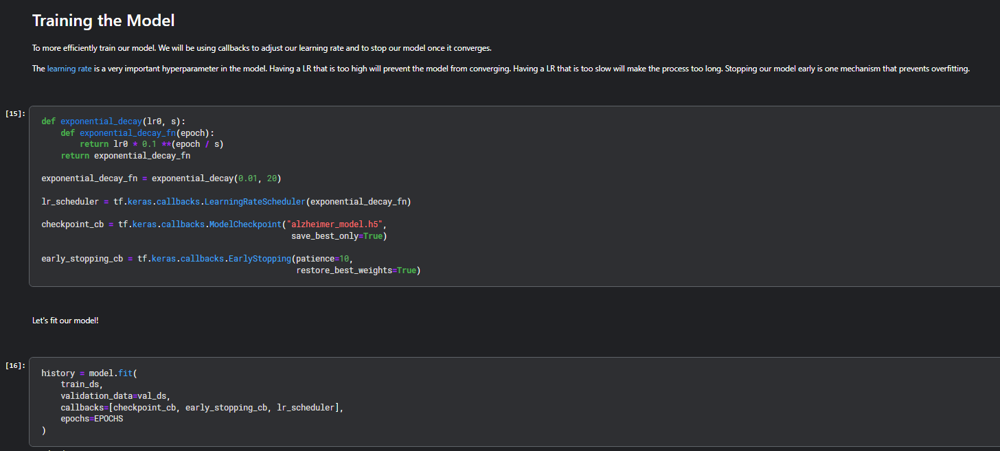 Training the Model
To more efficiently train our model. We will be using callbacks to adjust our learning rate and to stop our model once it converges.
The learning rate is a very important hyperparameter in the model. Having a LR that is too high will prevent the model from converging. Having a LR that is too slow will make the process too long. Stopping our model early is one mechanism that prevents overfitting.
[15]:
def exponential_decay(lr0, s):
    def exponential_decay_fn(epoch):
        return lr0 * 0.1 **(epoch / s)
    return exponential_decay_fn
exponential_decay_fn = exponential_decay(0.01, 20)
lr_scheduler = tf.keras.callbacks.LearningRateScheduler(exponential_decay_fn)
checkpoint_cb = tf.keras.callbacks.ModelCheckpoint("alzheimer_model.h5",
                                                    save_best_only=True)
early_stopping_cb = tf.keras.callbacks.EarlyStopping(patience=10,
                                                     restore_best_weights=True)
Let's fit our model!
[16]:
history = model.fit(
    train_ds,
    validation_data=val_ds,
    callbacks=[checkpoint_cb, early_stopping_cb, lr_scheduler],
    epochs=EPOCHS
)